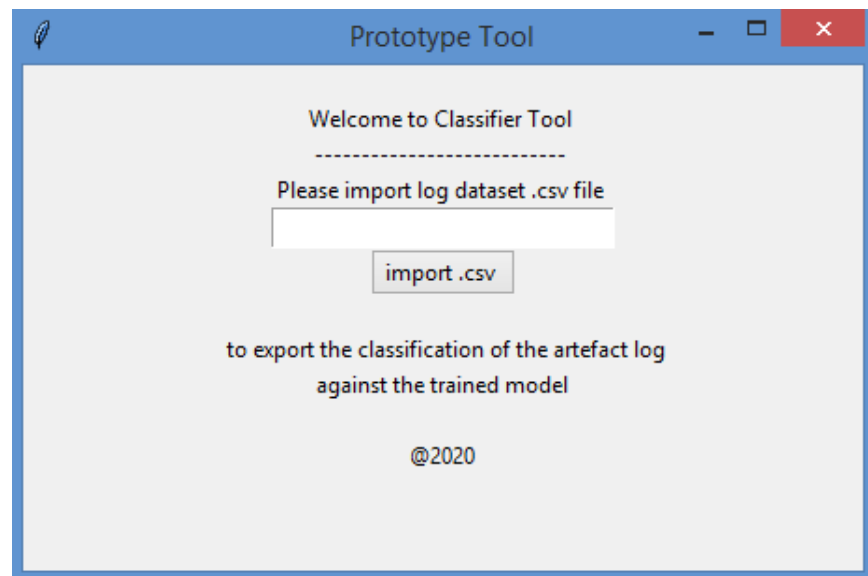 Prototype Tool
Welcome to Classifier Tool
---------------------------
Please import log dataset .csv file
import .csv
to export the classification of the artefact log
against the trained model
@2020